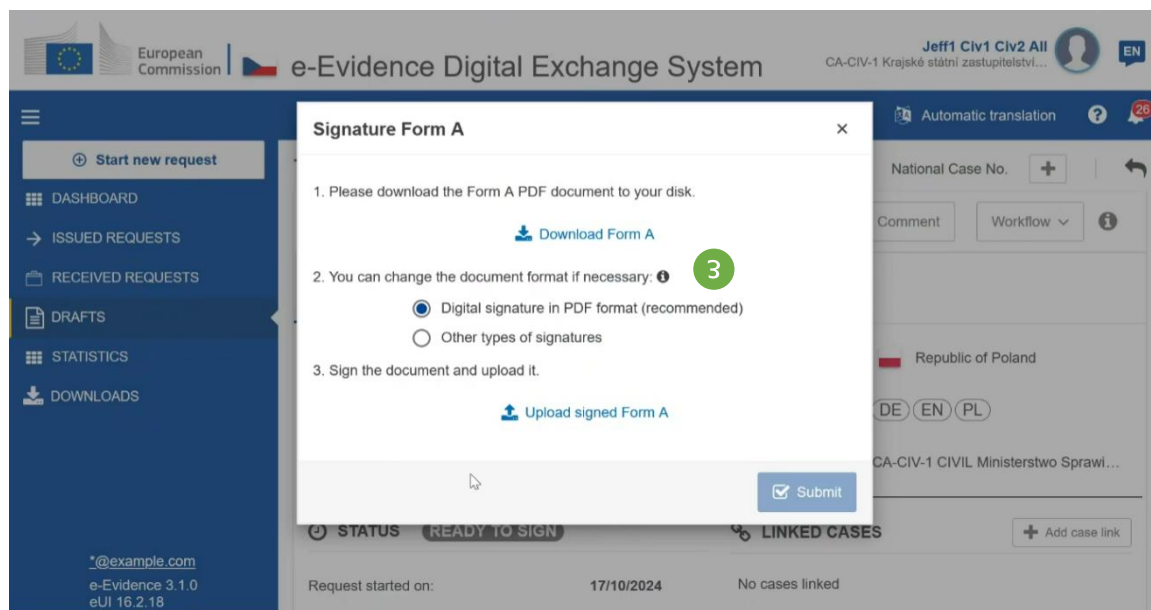 European
Commission
e-Evidence Digital Exchange System
Jeff1 Civ1 Civ2 All
CA-CIV-1 Krajské státní zastupitelství...
EN
Automatic translation
26
Start new request
DASHBOARD
ISSUED REQUESTS
RECEIVED REQUESTS
DRAFTS
STATISTICS
DOWNLOADS
*@example.com
e-Evidence 3.1.0
eUI 16.2.18
Signature Form A
1. Please download the Form A PDF document to your disk.
Download Form A
2. You can change the document format if necessary:
3
Digital signature in PDF format (recommended)
Other types of signatures
3. Sign the document and upload it.
Upload signed Form A
Submit
National Case No.
Comment
Workflow
Republic of Poland
DE EN PL
CA-CIV-1 CIVIL Ministerstwo Sprawi...
STATUS READY TO SIGN
Request started on: 17/10/2024
LINKED CASES
Add case link
No cases linked